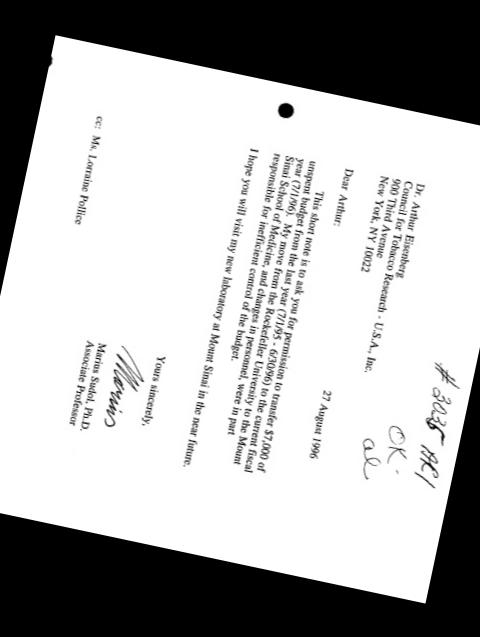 # 3035 AR1
OK -
ae
27 August 1996
Dr. Arthur Eisenberg
Council for Tobacco Research - U.S.A., Inc.
900 Third Avenue
New York, NY 10022
Dear Arthur:
This short note is to ask you for permission to transfer $7,000 of
unspent budget from the last year (7/1/95 - 6/30/96) to the current fiscal
year (7/1/96). My move from the Rockefeller University to the Mount
Sinai School of Medicine, and changes in personnel, were in part
responsible for inefficient control of the budget.
I hope you will visit my new laboratory at Mount Sinai in the near future.
Yours sincerely,
Marius
Marius Sudol, Ph.D.
Associate Professor
cc: Ms. Lorraine Pollice